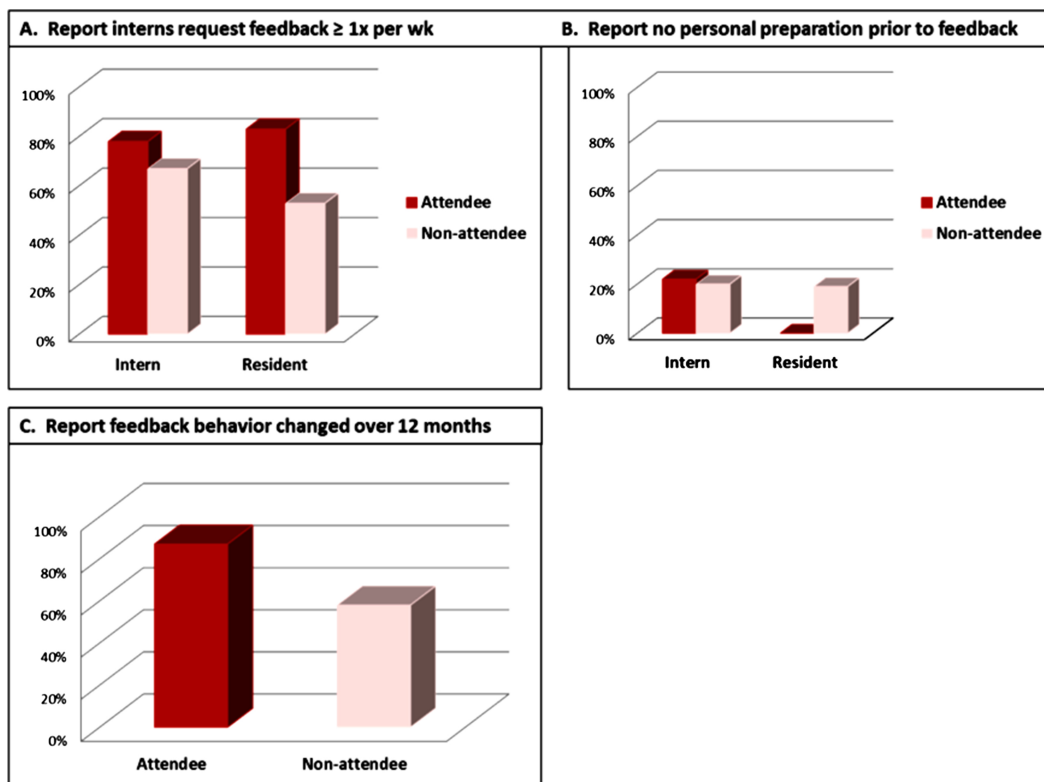 A. Report interns request feedback ≥ 1x per wk
100%
80%
60%
40%
20%
0%
Intern Resident
Attendee
Non-attendee
B. Report no personal preparation prior to feedback
100%
80%
60%
40%
20%
0%
Intern Resident
Attendee
Non-attendee
C. Report feedback behavior changed over 12 months
100%
80%
60%
40%
20%
0%
Attendee Non-attendee